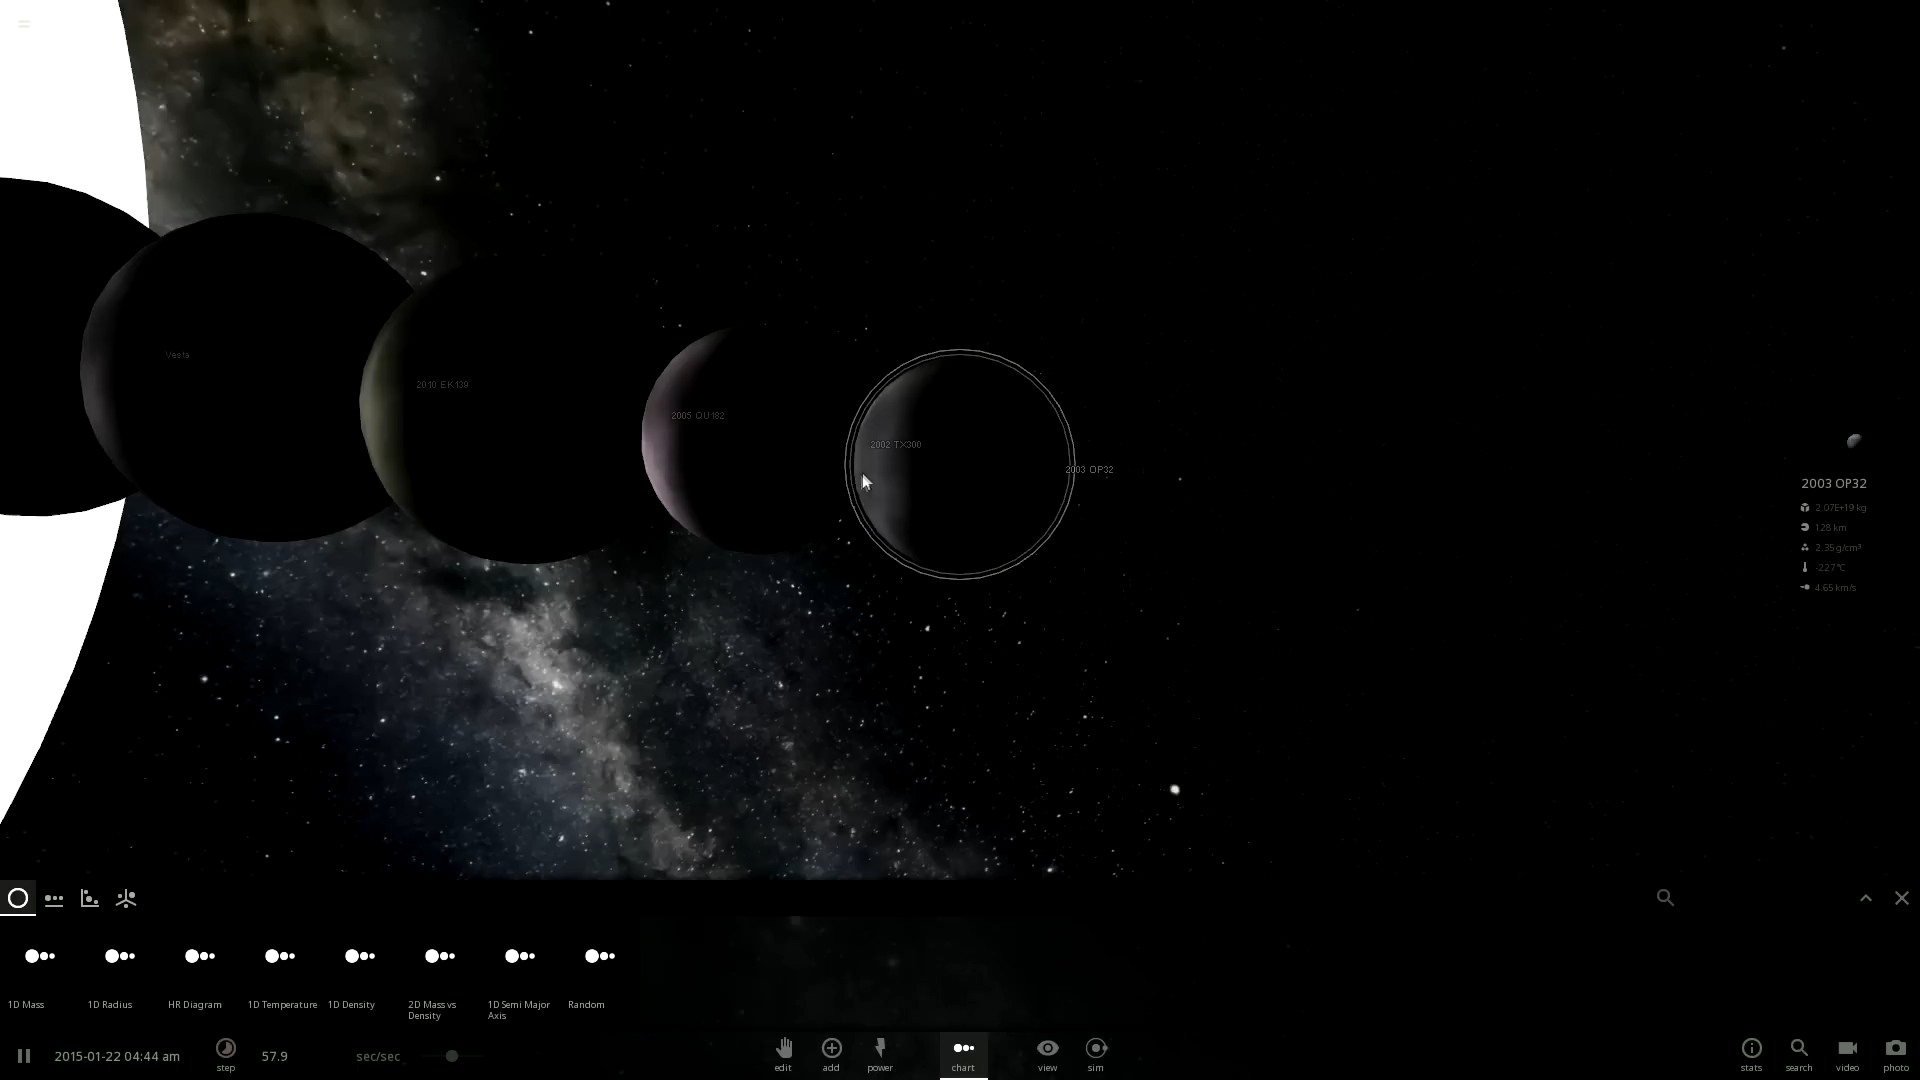 Vesta
2010 EK139
2005 QU182
2002 TX300
2003 OP32
2003 OP32
2.07E+19 kg
128 km
2.35 g/cm³
-227 °C
4.65 km/s
1D Mass
1D Radius
HR Diagram
1D Temperature
1D Density
2D Mass vs
Density
1D Semi Major
Axis
Random
2015-01-22 04:44 am
step
57.9
sec/sec
edit
add
power
chart
view
sim
stats
search
video
photo